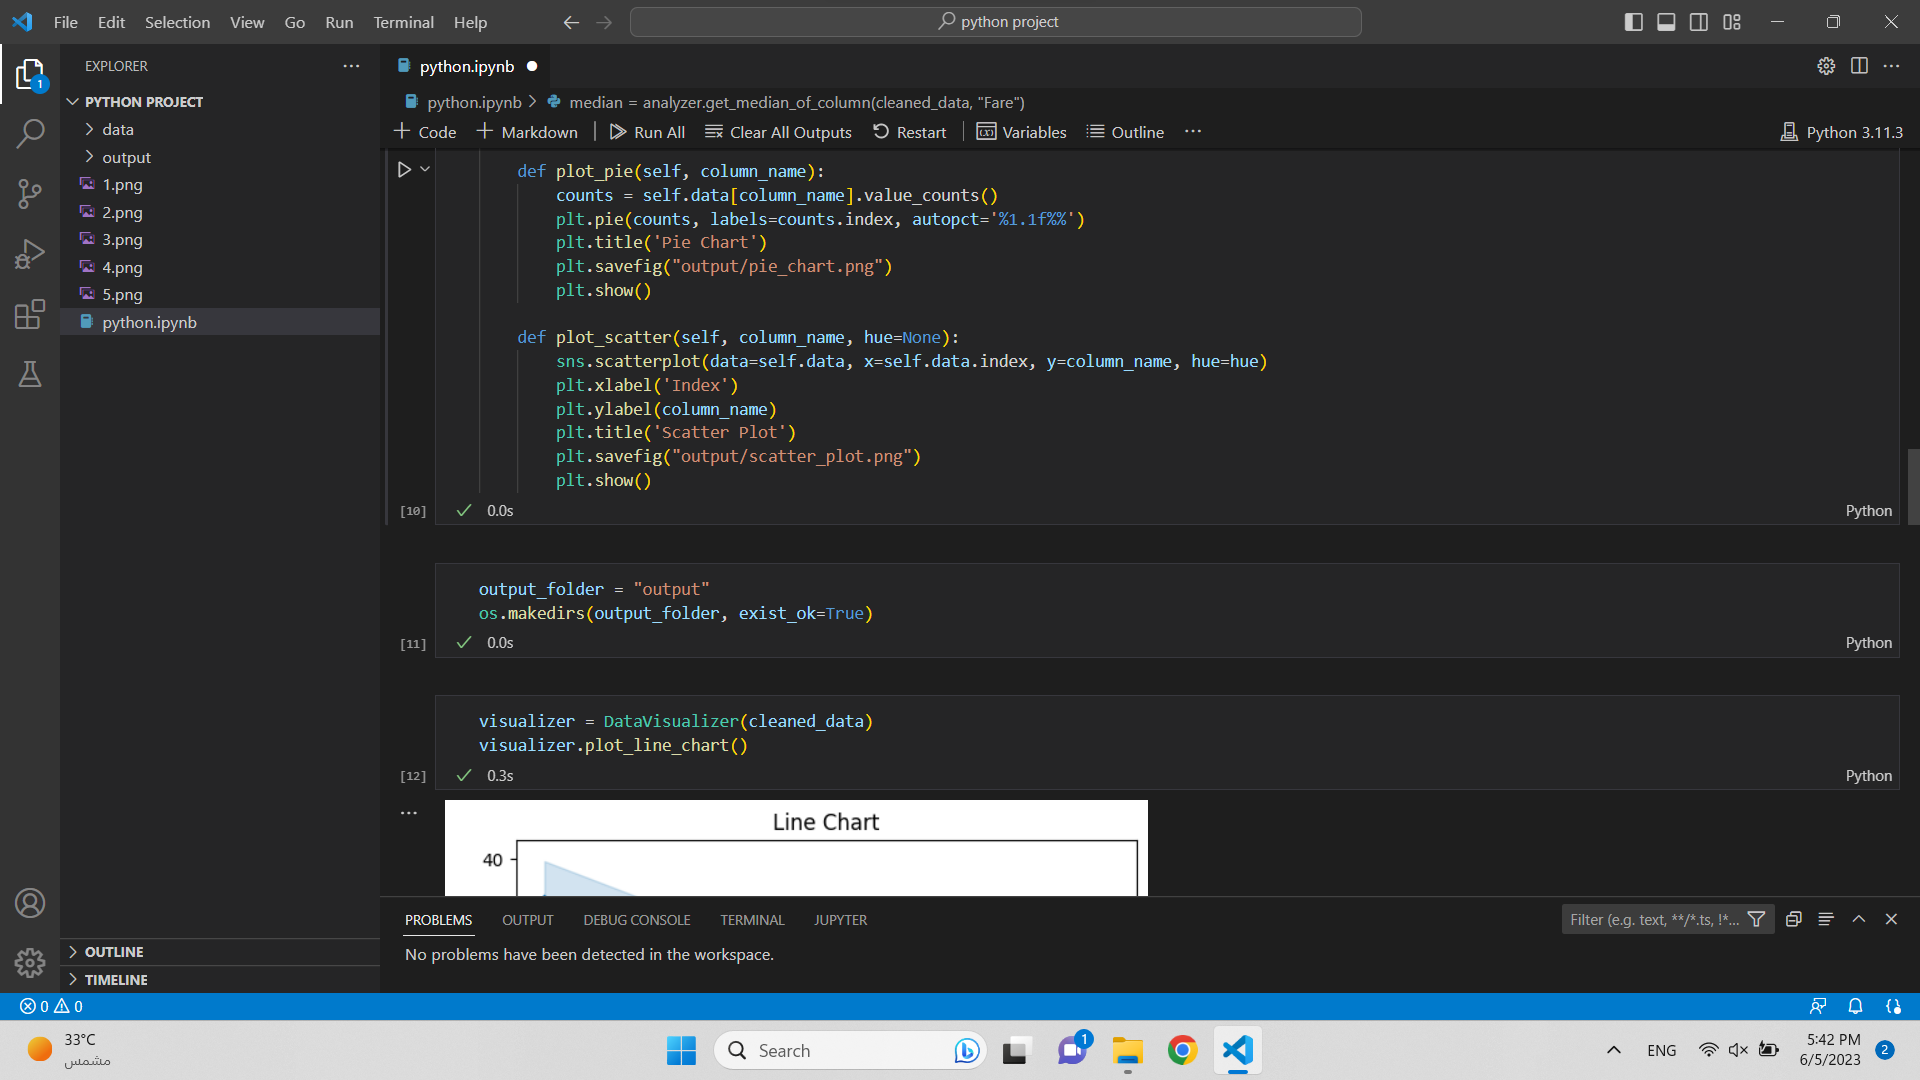 File Edit Selection View Go Run Terminal Help
python project
EXPLORER
PYTHON PROJECT
data
output
1.png
2.png
3.png
4.png
5.png
python.ipynb
OUTLINE
TIMELINE
1
python.ipynb
python.ipynb > median = analyzer.get_median_of_column(cleaned_data, "Fare")
+ Code + Markdown Run All Clear All Outputs Restart Variables Outline ... Python 3.11.3
def plot_pie(self, column_name):
counts = self.data[column_name].value_counts()
plt.pie(counts, labels=counts.index, autopct='%1.1f%%')
plt.title('Pie Chart')
plt.savefig("output/pie_chart.png")
plt.show()
def plot_scatter(self, column_name, hue=None):
sns.scatterplot(data=self.data, x=self.data.index, y=column_name, hue=hue)
plt.xlabel('Index')
plt.ylabel(column_name)
plt.title('Scatter Plot')
plt.savefig("output/scatter_plot.png")
plt.show()
[10] 0.0s Python
output_folder = "output"
os.makedirs(output_folder, exist_ok=True)
[11] 0.0s Python
visualizer = DataVisualizer(cleaned_data)
visualizer.plot_line_chart()
[12] 0.3s Python
Line Chart
40
PROBLEMS OUTPUT DEBUG CONSOLE TERMINAL JUPYTER Filter (e.g. text, **/*.ts, !*...
No problems have been detected in the workspace.
0 0
33°C
مشمس
Search
1
ENG
5:42 PM
6/5/2023
2